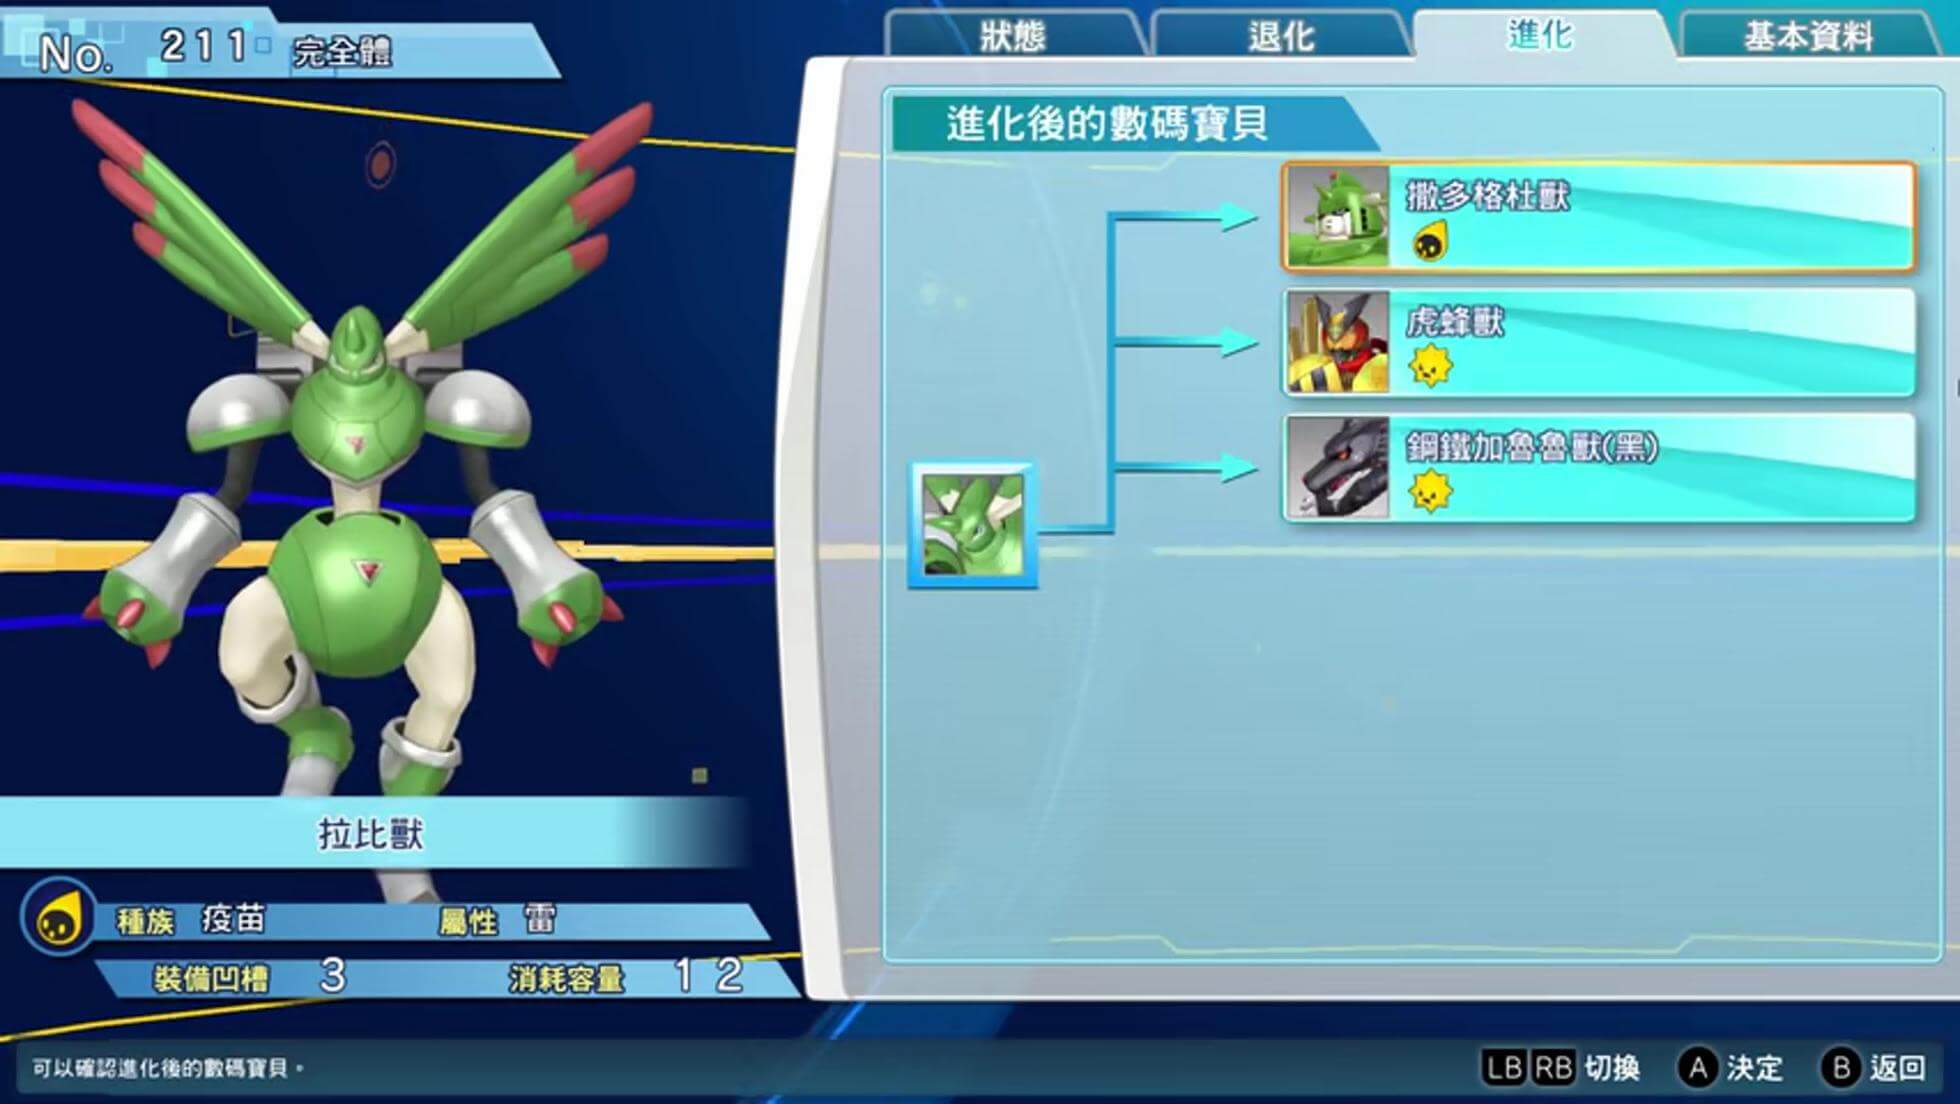 No. 211 完全體
狀態 退化 進化 基本資料
進化後的數碼寶貝
撒多格杜獸
虎蜂獸
鋼鐵加魯魯獸(黑)
拉比獸
種族 疫苗 屬性 雷
裝備凹槽 3 消耗容量 12
可以確認進化後的數碼寶貝。
LB RB 切換 A 決定 B 返回